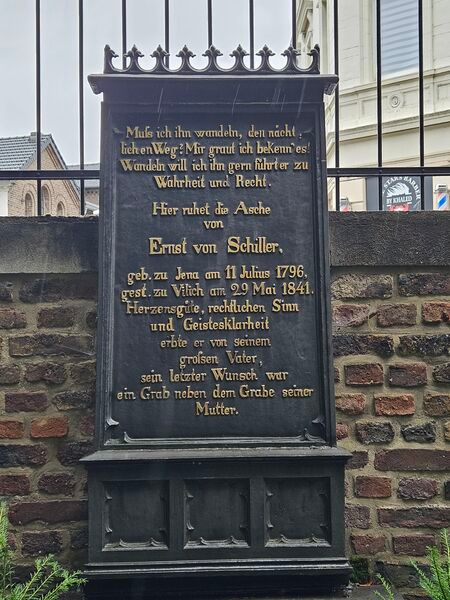 Muſs ich ihn wandeln, den nächt,
lichen Weg? Mir graut ich bekenn' es!
Wandeln will ich ihn gern führt er zu
Wahrheit und Recht.
Hier ruhet die Asche
von
Ernst von Schiller,
geb. zu Jena am 11 Julius 1796,
gest. zu Vilich am 29 Mai 1841.
Herzensgüte, rechtlichen Sinn
und Geistesklarheit
erbte er von seinem
groſsen Vater,
sein letzter Wunsch war
ein Grab neben dem Grabe seiner
Mutter.
BY KHALED